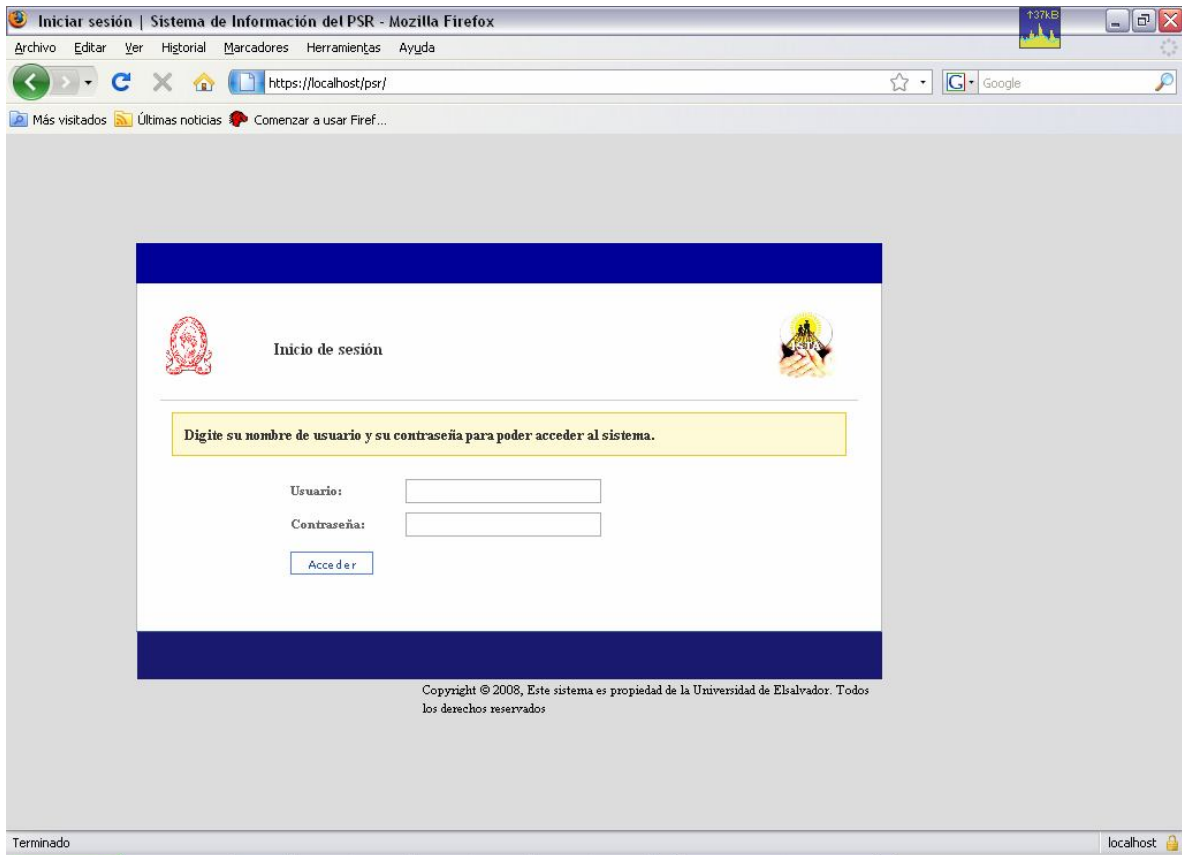 Iniciar sesión | Sistema de Información del PSR - Mozilla Firefox
↑37kB
Archivo Editar Ver Historial Marcadores Herramientas Ayuda
https://localhost/psr/
G Google
Más visitados Últimas noticias Comenzar a usar Firef...
Inicio de sesión
ISTA
Digite su nombre de usuario y su contraseña para poder acceder al sistema.
Usuario:
Contraseña:
Acceder
Copyright © 2008, Este sistema es propiedad de la Universidad de Elsalvador. Todos
los derechos reservados
Terminado
localhost